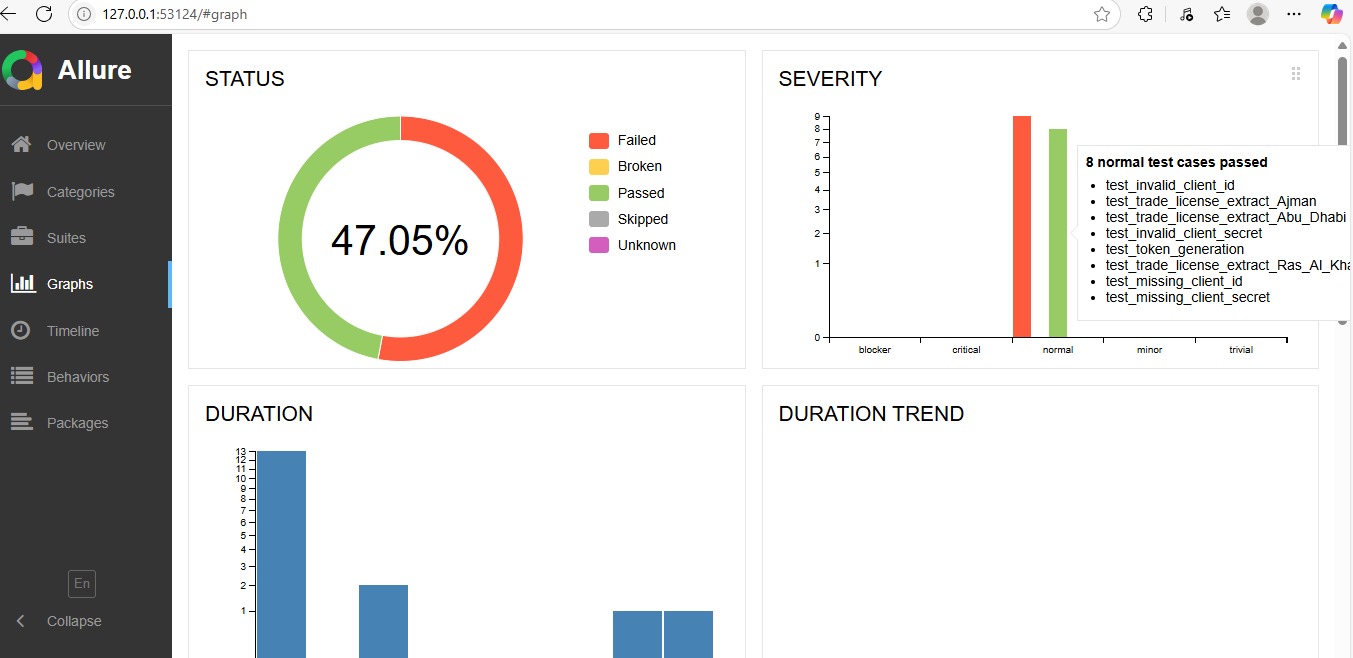 127.0.0.1:53124/#graph
Allure
Overview
Categories
Suites
Graphs
Timeline
Behaviors
Packages
En
Collapse
STATUS
47.05%
Failed
Broken
Passed
Skipped
Unknown
SEVERITY
9
8
7
6
5
4
3
2
1
0
blocker critical normal minor trivial
8 normal test cases passed
test_invalid_client_id
test_trade_license_extract_Ajman
test_trade_license_extract_Abu_Dhabi
test_invalid_client_secret
test_token_generation
test_trade_license_extract_Ras_Al_Kha
test_missing_client_id
test_missing_client_secret
DURATION
13
12
11
10
9
8
7
6
5
4
3
2
1
DURATION TREND